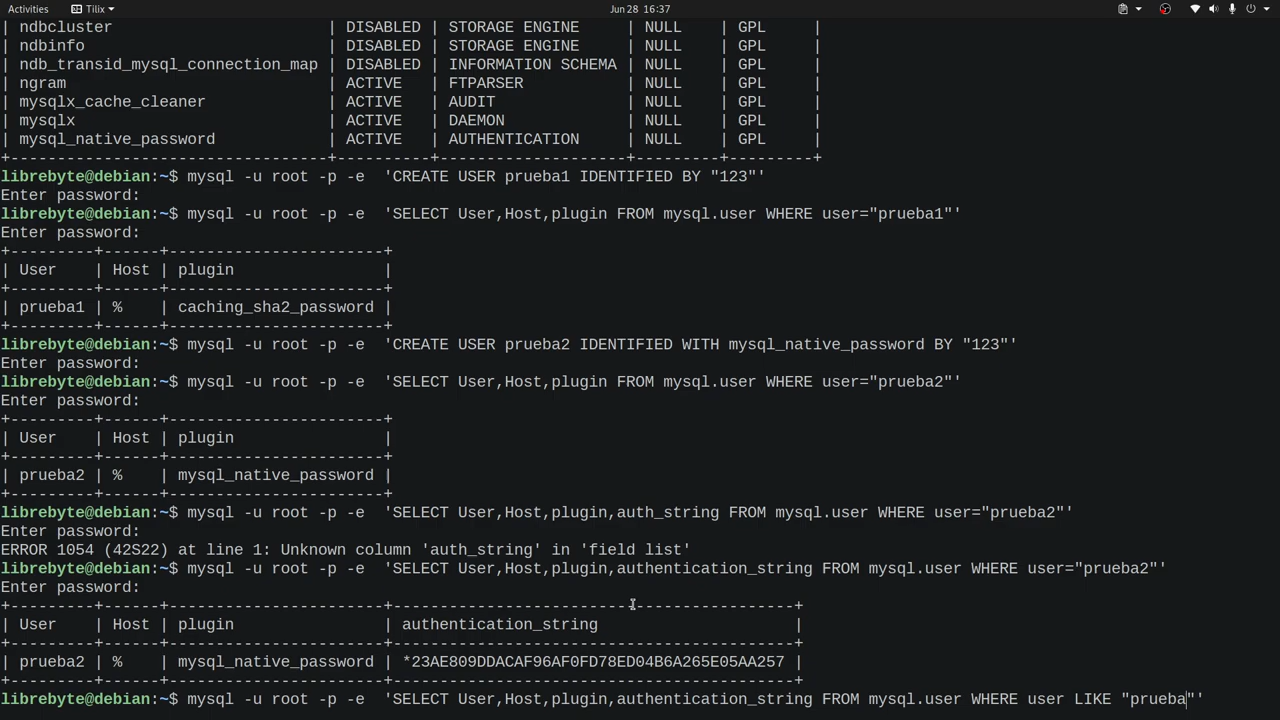 Activities Tilix Jun 28 16:37
| ndbcluster | DISABLED | STORAGE ENGINE | NULL | GPL |
| ndbinfo | DISABLED | STORAGE ENGINE | NULL | GPL |
| ndb_transid_mysql_connection_map | DISABLED | INFORMATION SCHEMA | NULL | GPL |
| ngram | ACTIVE | FTPARSER | NULL | GPL |
| mysqlx_cache_cleaner | ACTIVE | AUDIT | NULL | GPL |
| mysqlx | ACTIVE | DAEMON | NULL | GPL |
| mysql_native_password | ACTIVE | AUTHENTICATION | NULL | GPL |
+----------------------------------+----------+--------------------+---------+---------+
librebyte@debian:~$ mysql -u root -p -e 'CREATE USER prueba1 IDENTIFIED BY "123"'
Enter password:
librebyte@debian:~$ mysql -u root -p -e 'SELECT User,Host,plugin FROM mysql.user WHERE user="prueba1"'
Enter password:
+---------+------+-----------------------+
| User | Host | plugin |
+---------+------+-----------------------+
| prueba1 | % | caching_sha2_password |
+---------+------+-----------------------+
librebyte@debian:~$ mysql -u root -p -e 'CREATE USER prueba2 IDENTIFIED WITH mysql_native_password BY "123"'
Enter password:
librebyte@debian:~$ mysql -u root -p -e 'SELECT User,Host,plugin FROM mysql.user WHERE user="prueba2"'
Enter password:
+---------+------+-----------------------+
| User | Host | plugin |
+---------+------+-----------------------+
| prueba2 | % | mysql_native_password |
+---------+------+-----------------------+
librebyte@debian:~$ mysql -u root -p -e 'SELECT User,Host,plugin,auth_string FROM mysql.user WHERE user="prueba2"'
Enter password:
ERROR 1054 (42S22) at line 1: Unknown column 'auth_string' in 'field list'
librebyte@debian:~$ mysql -u root -p -e 'SELECT User,Host,plugin,authentication_string FROM mysql.user WHERE user="prueba2"'
Enter password:
+---------+------+-----------------------+-------------------------------------------+
| User | Host | plugin | authentication_string |
+---------+------+-----------------------+-------------------------------------------+
| prueba2 | % | mysql_native_password | *23AE809DDACAF96AF0FD78ED04B6A265E05AA257 |
+---------+------+-----------------------+-------------------------------------------+
librebyte@debian:~$ mysql -u root -p -e 'SELECT User,Host,plugin,authentication_string FROM mysql.user WHERE user LIKE "prueba"'